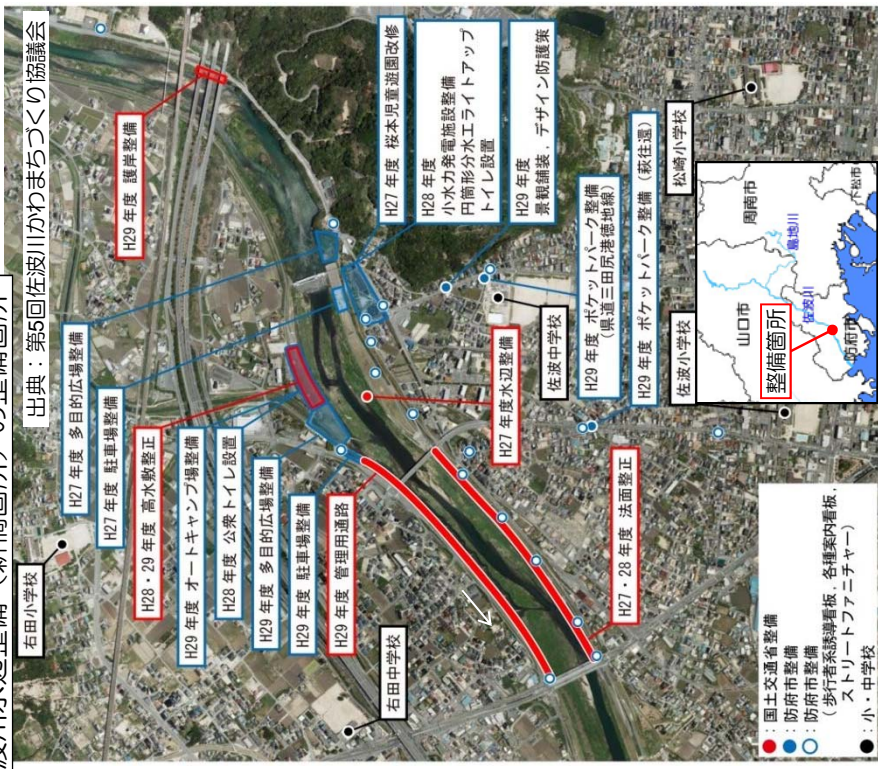 出典：第5回佐波川かわまちづくり協議会
H29年度 護岸整備
H27年度 多目的広場整備
H27年度 駐車場整備
右田小学校
H28・29年度 高水敷整正
H29年度 オートキャンプ場整備
H28年度 公衆トイレ設置
H29年度 多目的広場整備
H29年度 駐車場整備
H29年度 管理用通路
右田中学校
H27年度 桜本児童遊園改修
H28年度
小水力発電施設整備
円筒形分水工ライトアップ
トイレ設置
H29年度
景観舗装、デザイン防護策
H29年度 ポケットパーク整備
（県道三田尻港徳地線）
H29年度 ポケットパーク整備（萩往還）
松崎小学校
佐波中学校
佐波小学校
H27年度水辺整備
H27・28年度 法面整正
：国土交通省整備
：防府市整備
：防府市整備
（歩行者系誘導看板、各種案内看板、
ストリートファニチャー）
：小・中学校
山口市
周南市
島地川
佐波川
下松市
防府市
整備箇所